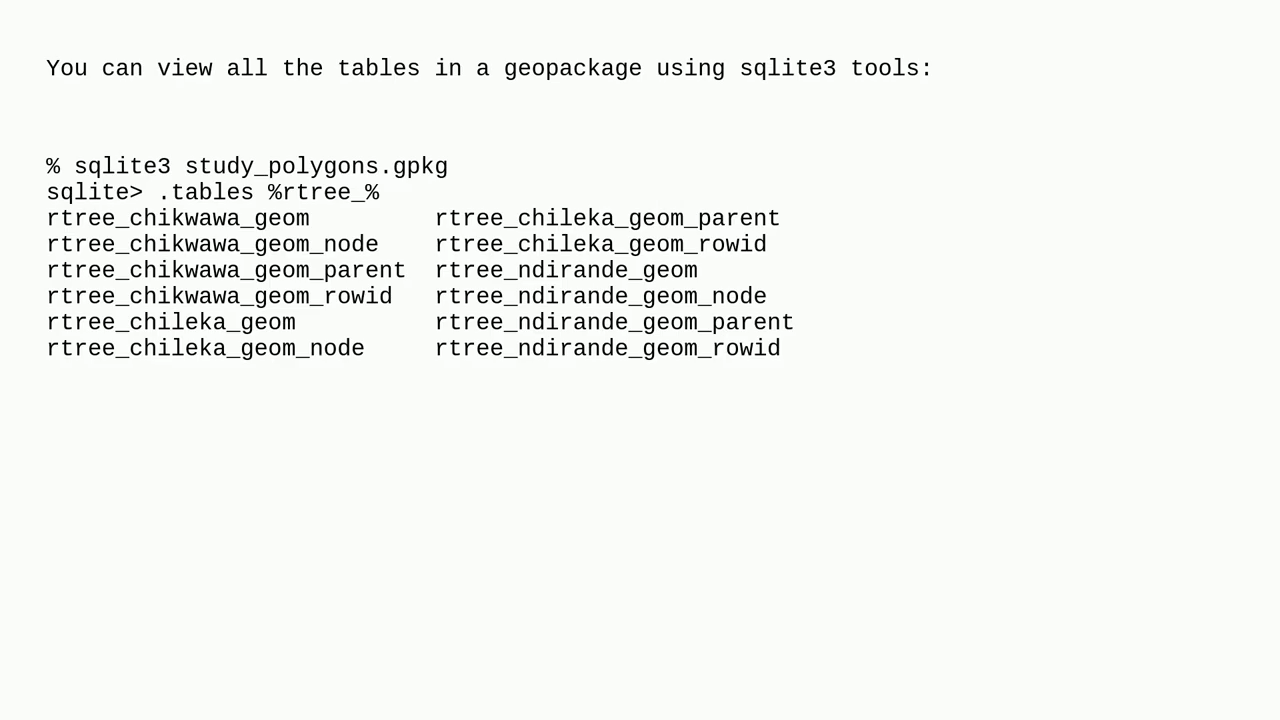 You can view all the tables in a geopackage using sqlite3 tools:
% sqlite3 study_polygons.gpkg
sqlite> .tables %rtree_%
rtree_chikwawa_geom         rtree_chileka_geom_parent
rtree_chikwawa_geom_node    rtree_chileka_geom_rowid
rtree_chikwawa_geom_parent  rtree_ndirande_geom
rtree_chikwawa_geom_rowid   rtree_ndirande_geom_node
rtree_chileka_geom          rtree_ndirande_geom_parent
rtree_chileka_geom_node     rtree_ndirande_geom_rowid